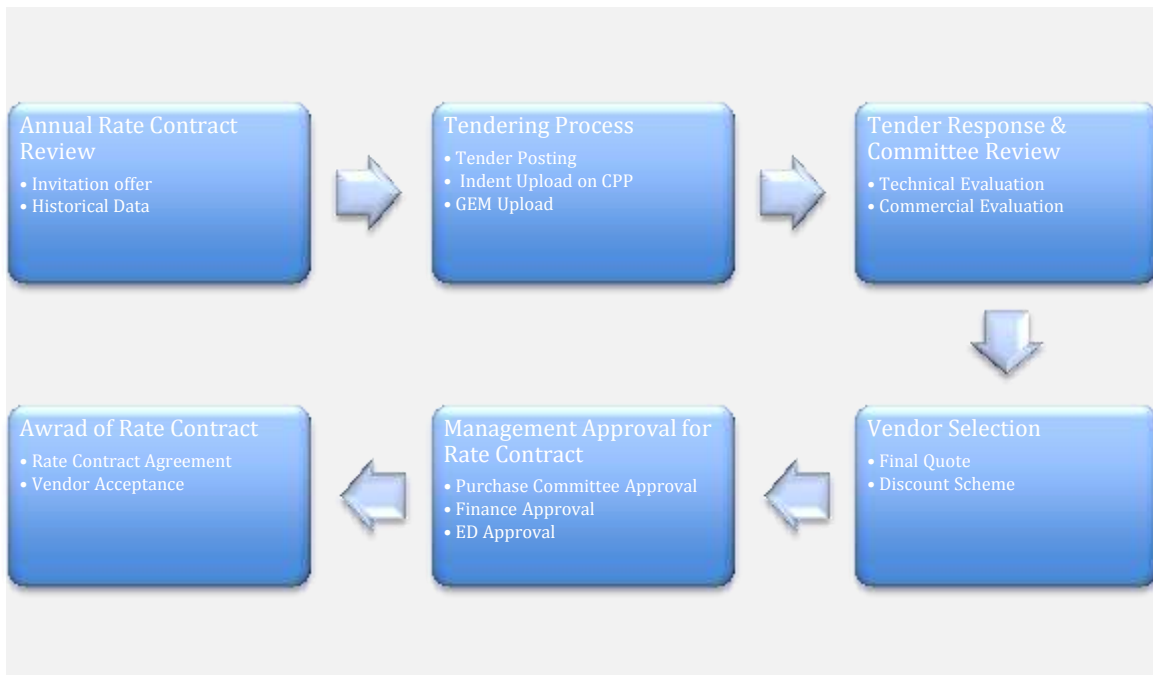 Annual Rate Contract
Review
• Invitation offer
• Historical Data
Tendering Process
• Tender Posting
• Indent Upload on CPP
• GEM Upload
Tender Response &
Committee Review
• Technical Evaluation
• Commercial Evaluation
Vendor Selection
• Final Quote
• Discount Scheme
Management Approval for
Rate Contract
• Purchase Committee Approval
• Finance Approval
• ED Approval
Awrad of Rate Contract
• Rate Contract Agreement
• Vendor Acceptance